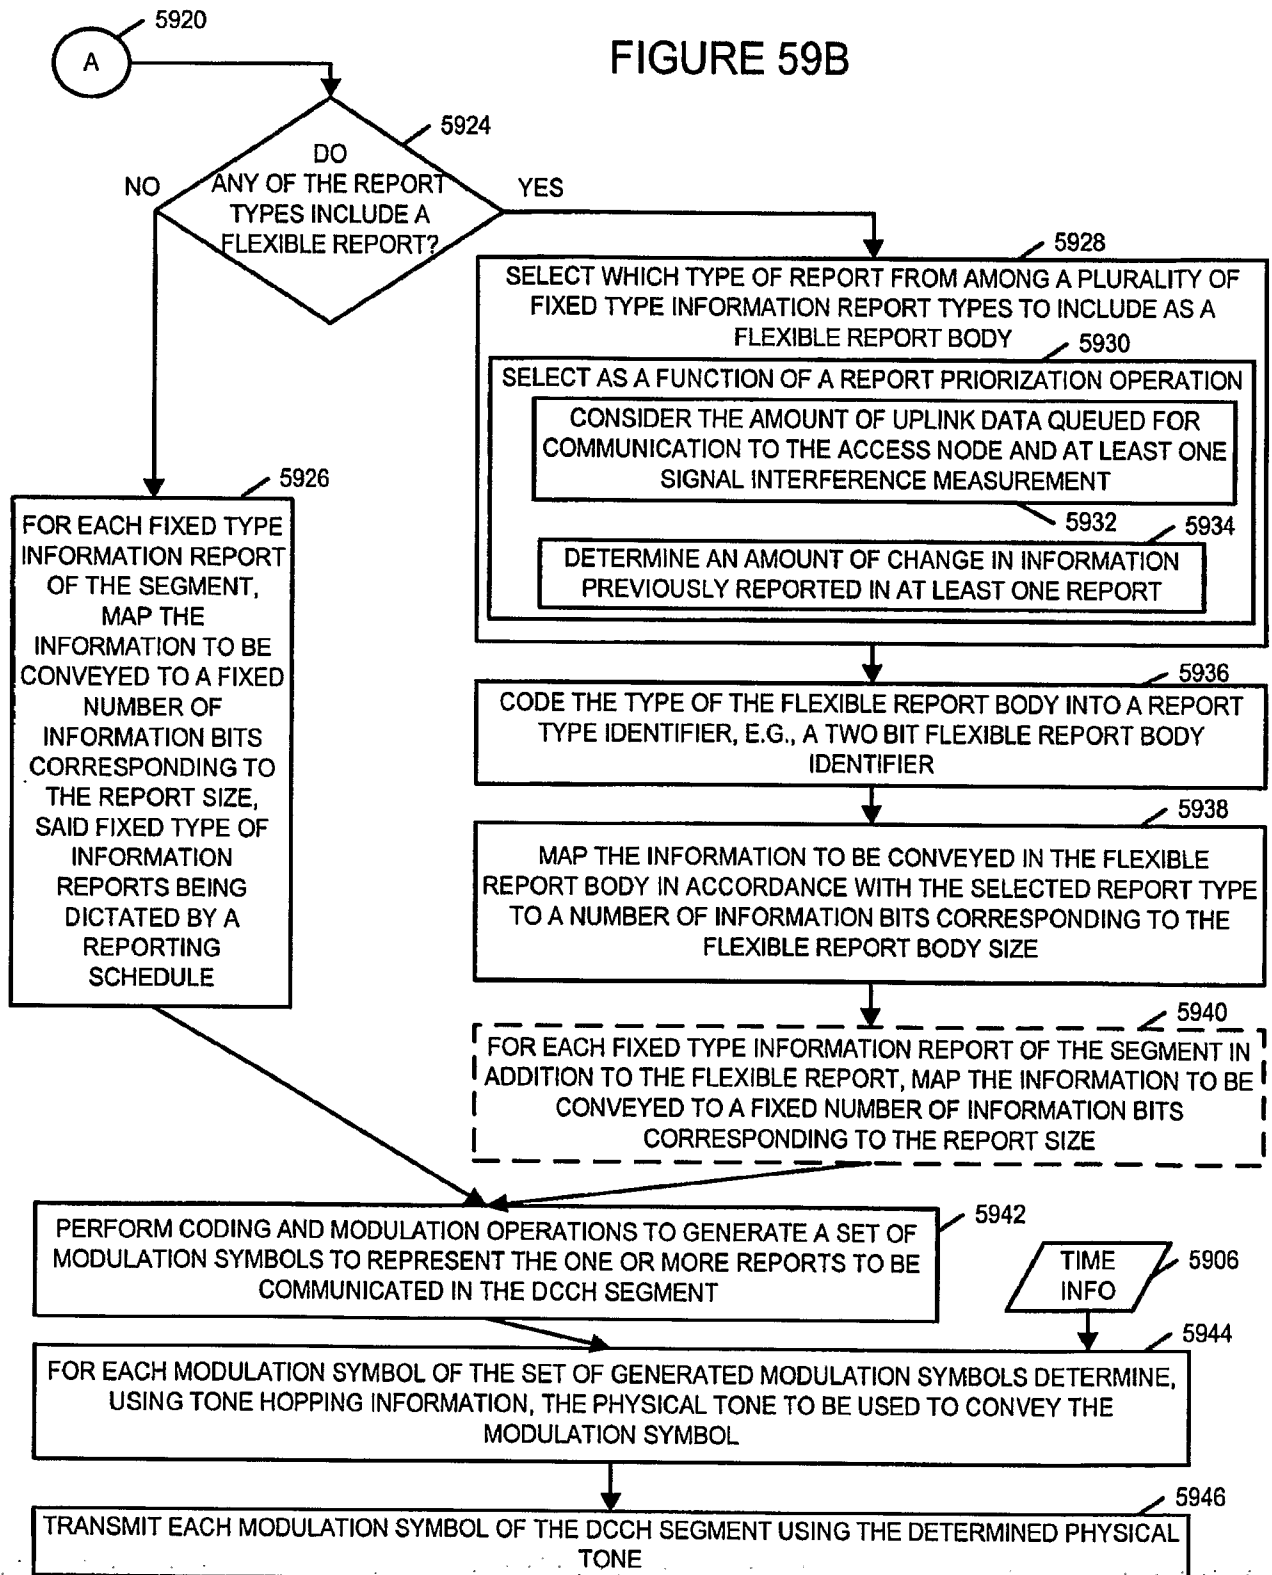 5920
FIGURE 59B
A
5924
DO
ANY OF THE REPORT
TYPES INCLUDE A
FLEXIBLE REPORT?
NO
YES
5928
SELECT WHICH TYPE OF REPORT FROM AMONG A PLURALITY OF
FIXED TYPE INFORMATION REPORT TYPES TO INCLUDE AS A
FLEXIBLE REPORT BODY
5930
SELECT AS A FUNCTION OF A REPORT PRIORIZATION OPERATION
CONSIDER THE AMOUNT OF UPLINK DATA QUEUED FOR
COMMUNICATION TO THE ACCESS NODE AND AT LEAST ONE
SIGNAL INTERFERENCE MEASUREMENT
5932
5934
DETERMINE AN AMOUNT OF CHANGE IN INFORMATION
PREVIOUSLY REPORTED IN AT LEAST ONE REPORT
5926
FOR EACH FIXED TYPE
INFORMATION REPORT
OF THE SEGMENT,
MAP THE
INFORMATION TO BE
CONVEYED TO A FIXED
NUMBER OF
INFORMATION BITS
CORRESPONDING TO
THE REPORT SIZE,
SAID FIXED TYPE OF
INFORMATION
REPORTS BEING
DICTATED BY A
REPORTING
SCHEDULE
5936
CODE THE TYPE OF THE FLEXIBLE REPORT BODY INTO A REPORT
TYPE IDENTIFIER, E.G., A TWO BIT FLEXIBLE REPORT BODY
IDENTIFIER
5938
MAP THE INFORMATION TO BE CONVEYED IN THE FLEXIBLE
REPORT BODY IN ACCORDANCE WITH THE SELECTED REPORT TYPE
TO A NUMBER OF INFORMATION BITS CORRESPONDING TO THE
FLEXIBLE REPORT BODY SIZE
5940
FOR EACH FIXED TYPE INFORMATION REPORT OF THE SEGMENT IN
ADDITION TO THE FLEXIBLE REPORT, MAP THE INFORMATION TO BE
CONVEYED TO A FIXED NUMBER OF INFORMATION BITS
CORRESPONDING TO THE REPORT SIZE
5942
PERFORM CODING AND MODULATION OPERATIONS TO GENERATE A SET OF
MODULATION SYMBOLS TO REPRESENT THE ONE OR MORE REPORTS TO BE
COMMUNICATED IN THE DCCH SEGMENT
TIME
INFO
5906
5944
FOR EACH MODULATION SYMBOL OF THE SET OF GENERATED MODULATION SYMBOLS DETERMINE,
USING TONE HOPPING INFORMATION, THE PHYSICAL TONE TO BE USED TO CONVEY THE
MODULATION SYMBOL
5946
TRANSMIT EACH MODULATION SYMBOL OF THE DCCH SEGMENT USING THE DETERMINED PHYSICAL
TONE